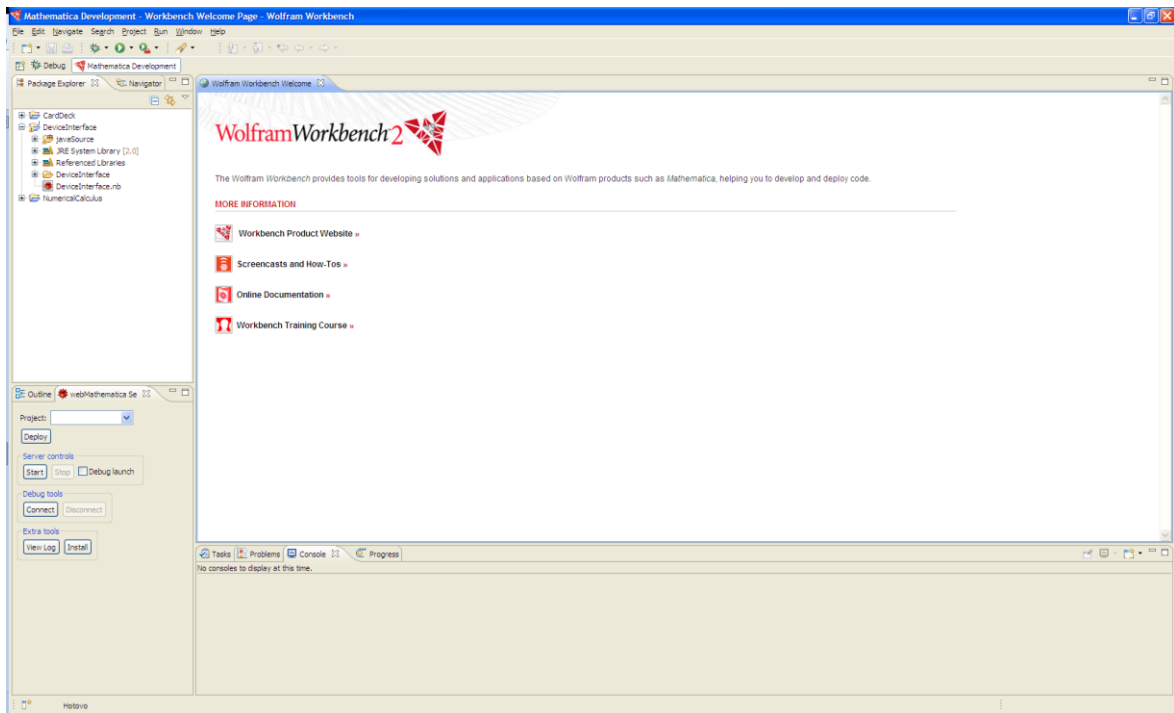 Mathematica Development - Workbench Welcome Page - Wolfram Workbench
File Edit Navigate Search Project Run Window Help
Debug Mathematica Development
Package Explorer Navigator
CardDeck
DeviceInterface
javaSource
JRE System Library [2.0]
Referenced Libraries
DeviceInterface
DeviceInterface.nb
NumericalCalculus
Wolfram Workbench Welcome
WolframWorkbench 2
The Wolfram Workbench provides tools for developing solutions and applications based on Wolfram products such as Mathematica, helping you to develop and deploy code.
MORE INFORMATION
Workbench Product Website »
Screencasts and How-Tos »
Online Documentation »
Workbench Training Course »
Outline webMathematica Se
Project:
Deploy
Server controls
Start Stop Debug launch
Debug tools
Connect Disconnect
Extra tools
View Log Install
Tasks Problems Console Progress
No consoles to display at this time.
Hotovo